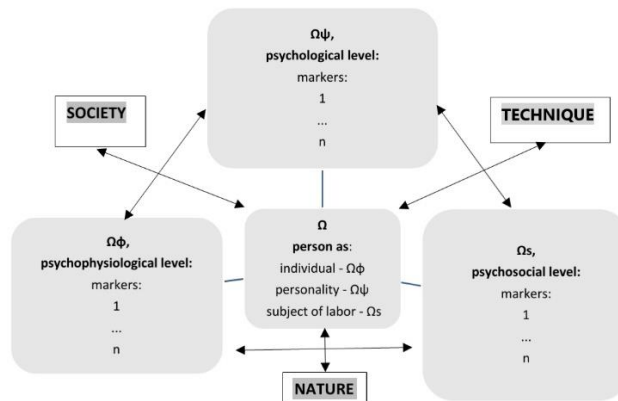 Ωψ,
psychological level:
markers:
1
...
n
SOCIETY
TECHNIQUE
Ωφ,
psychophysiological level:
markers:
1
...
n
Ω
person as:
individual - Ωφ
personality - Ωψ
subject of labor - Ωs
Ωs,
psychosocial level:
markers:
1
...
n
NATURE